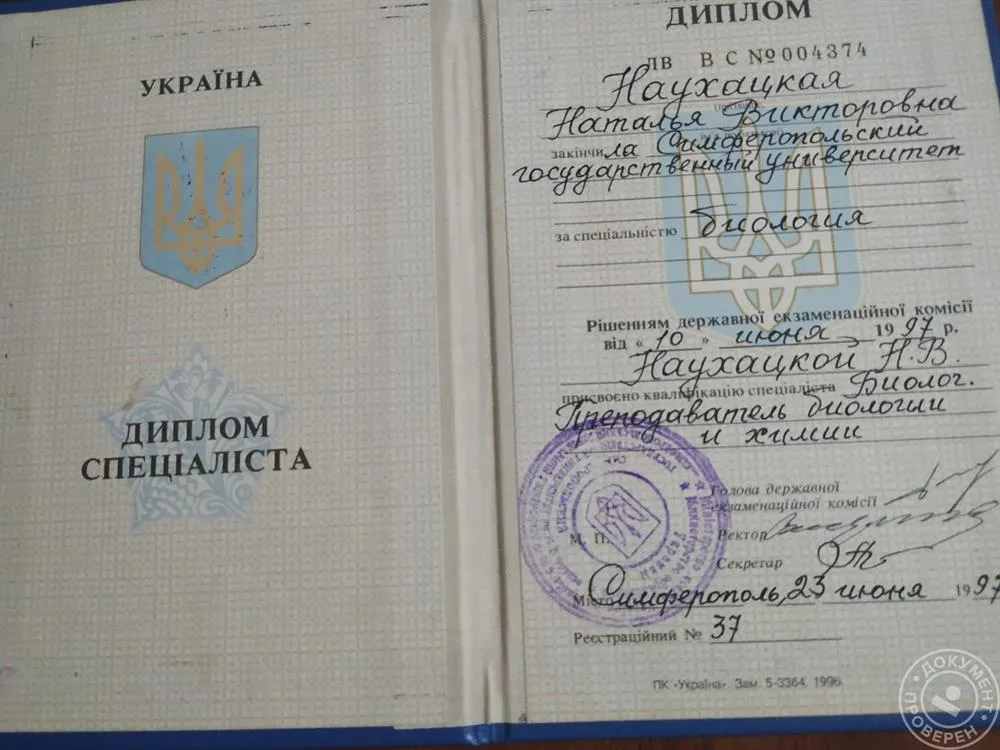 УКРАЇНА
ДИПЛОМ
СПЕЦІАЛІСТА
ДИПЛОМ
ЛВ ВС №004374
Наухацкая
Наталья Викторовна
закінчила Симферопольский
государственный университет
за спеціальністю биология
Рішенням державної екзаменаційної комісії
від «10» июня 1997 р.
Наухацкой Н.В.
присвоєно кваліфікацію спеціаліста Биолог.
Преподаватель биологии
и химии
Голова державної
екзаменаційної комісії
М. П.
Ректор
Секретар
Місто Симферополь, 23 июня 1997
Реєстраційний № 37
ПК «Україна». Зам. 5-3364. 1996.
ДОКУМЕНТ ПРОВЕРЕН